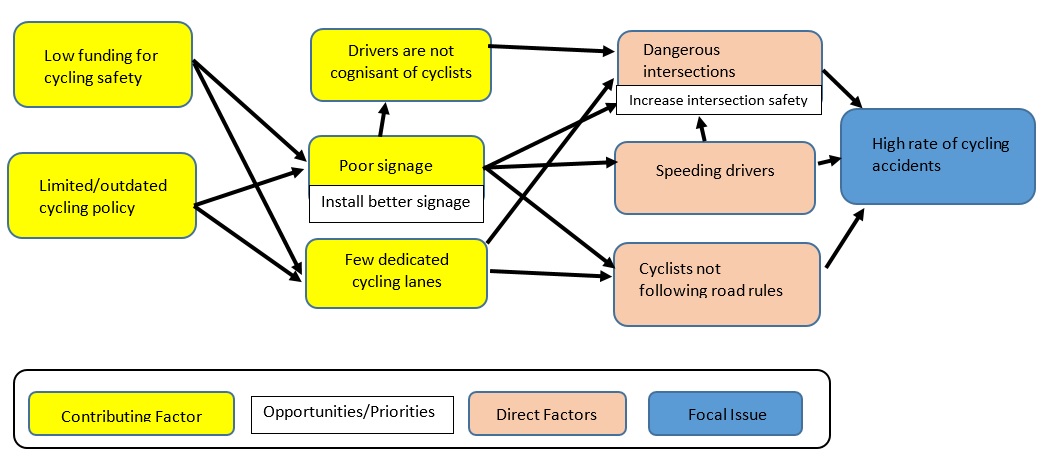 Low funding for
cycling safety
Limited/outdated
cycling policy
Drivers are not
cognisant of cyclists
Poor signage
Install better signage
Few dedicated
cycling lanes
Dangerous
intersections
Increase intersection safety
Speeding drivers
Cyclists not
following road rules
High rate of cycling
accidents
Contributing Factor
Opportunities/Priorities
Direct Factors
Focal Issue